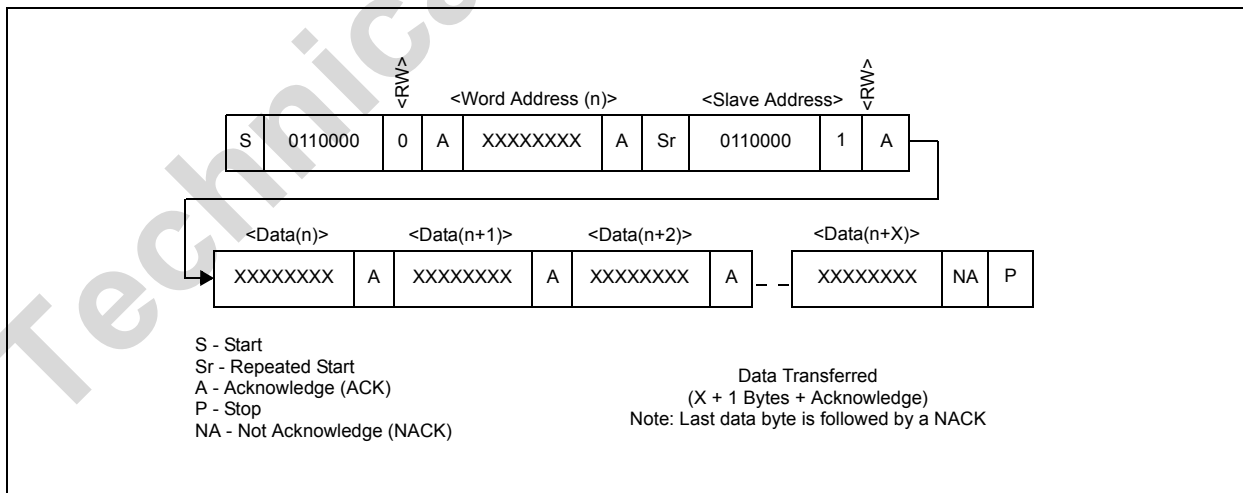 <RW> <RW>
<Word Address (n)> <Slave Address>
S 0110000 0 A XXXXXXXX A Sr 0110000 1 A
<Data(n)> <Data(n+1)> <Data(n+2)> <Data(n+X)>
XXXXXXXX A XXXXXXXX A XXXXXXXX A XXXXXXXX NA P
S - Start
Sr - Repeated Start
A - Acknowledge (ACK)
P - Stop
NA - Not Acknowledge (NACK)
Data Transferred
(X + 1 Bytes + Acknowledge)
Note: Last data byte is followed by a NACK
Technica